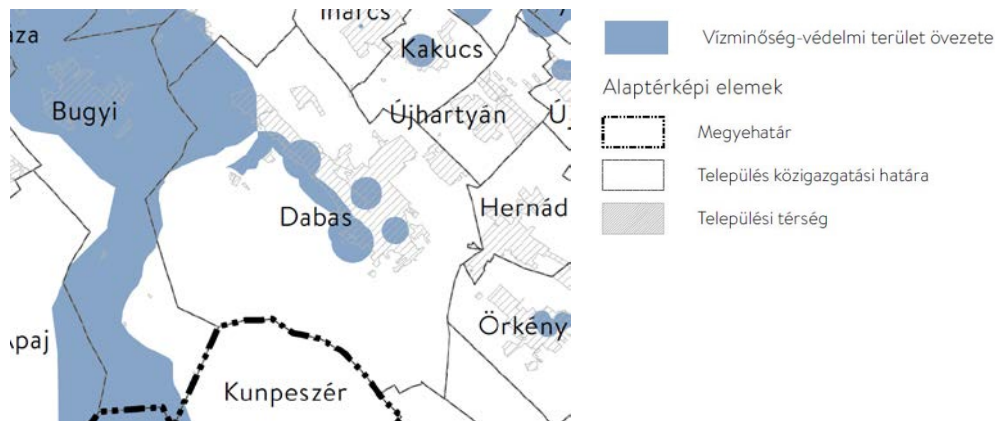 Kakucs
Bugyi
Újhartyán
Dabas
Hernád
Örkény
Kunpeszér
Vízminőség-védelmi terület övezete
Alaptérképi elemek
Megyehatár
Település közigazgatási határa
Települési térség